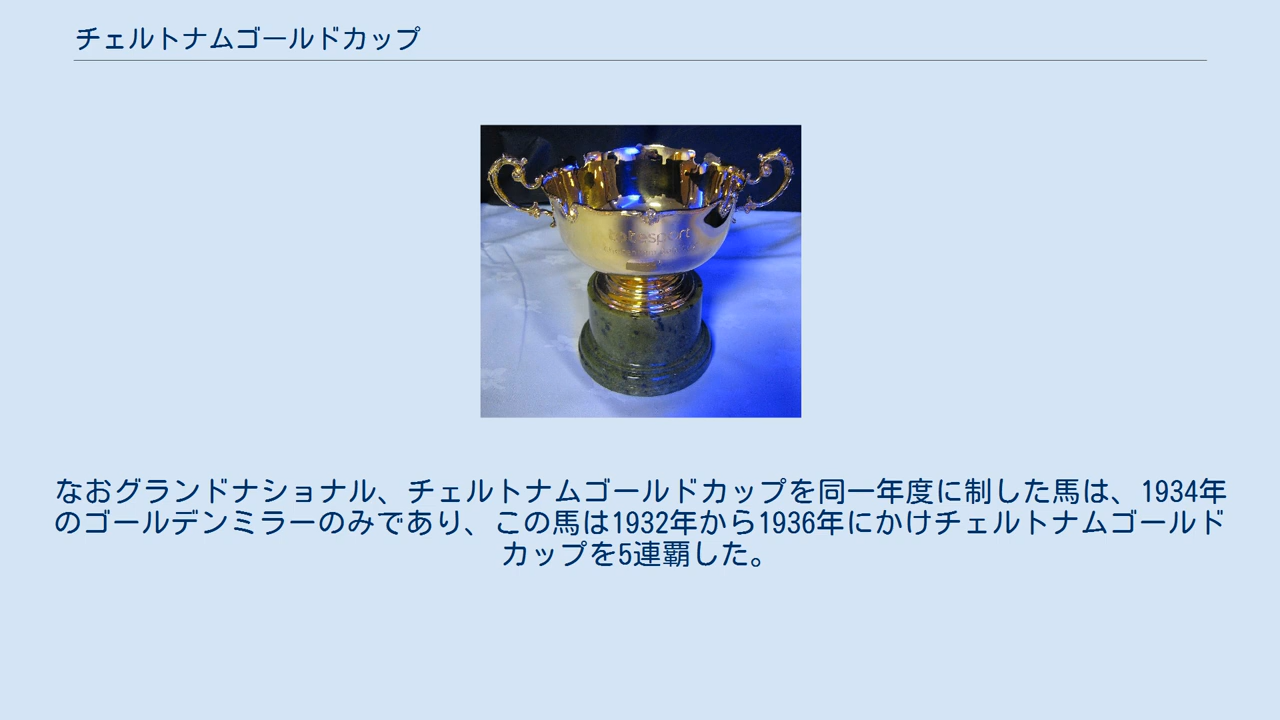 チェルトナムゴールドカップ
totesport
なおグランドナショナル、チェルトナムゴールドカップを同一年度に制した馬は、1934年
のゴールデンミラーのみであり、この馬は1932年から1936年にかけチェルトナムゴールド
カップを5連覇した。